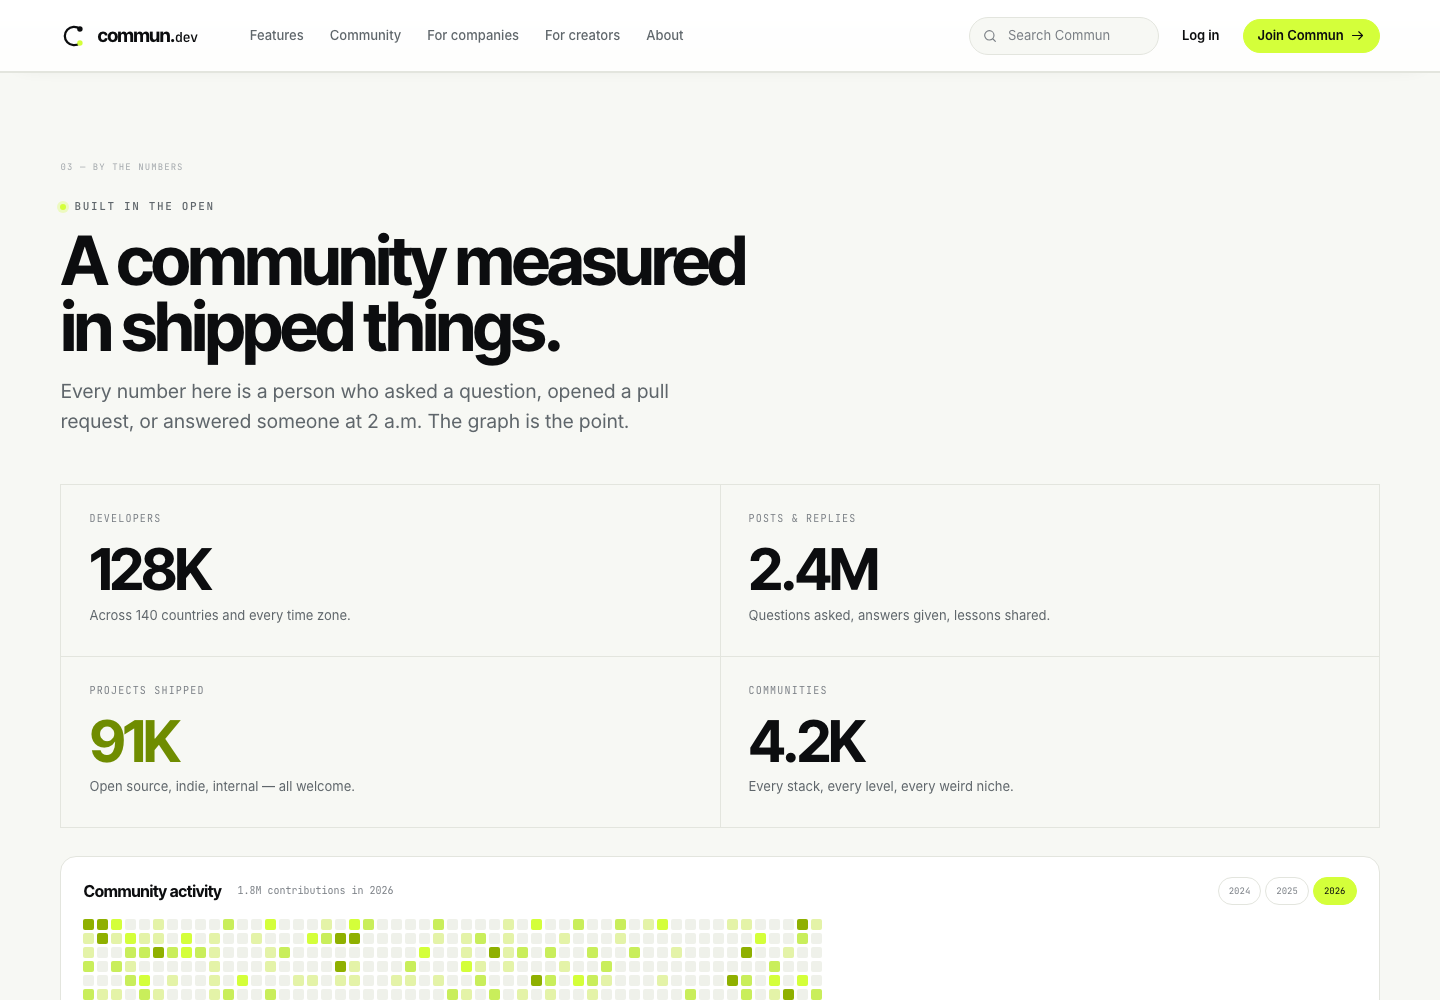 commun.dev
Features
Community
For companies
For creators
About
Search Commun
Log in
Join Commun →
03 — BY THE NUMBERS
BUILT IN THE OPEN
A community measured
in shipped things.
Every number here is a person who asked a question, opened a pull
request, or answered someone at 2 a.m. The graph is the point.
DEVELOPERS
128K
Across 140 countries and every time zone.
POSTS & REPLIES
2.4M
Questions asked, answers given, lessons shared.
PROJECTS SHIPPED
91K
Open source, indie, internal — all welcome.
COMMUNITIES
4.2K
Every stack, every level, every weird niche.
Community activity
1.8M contributions in 2026
2024
2025
2026